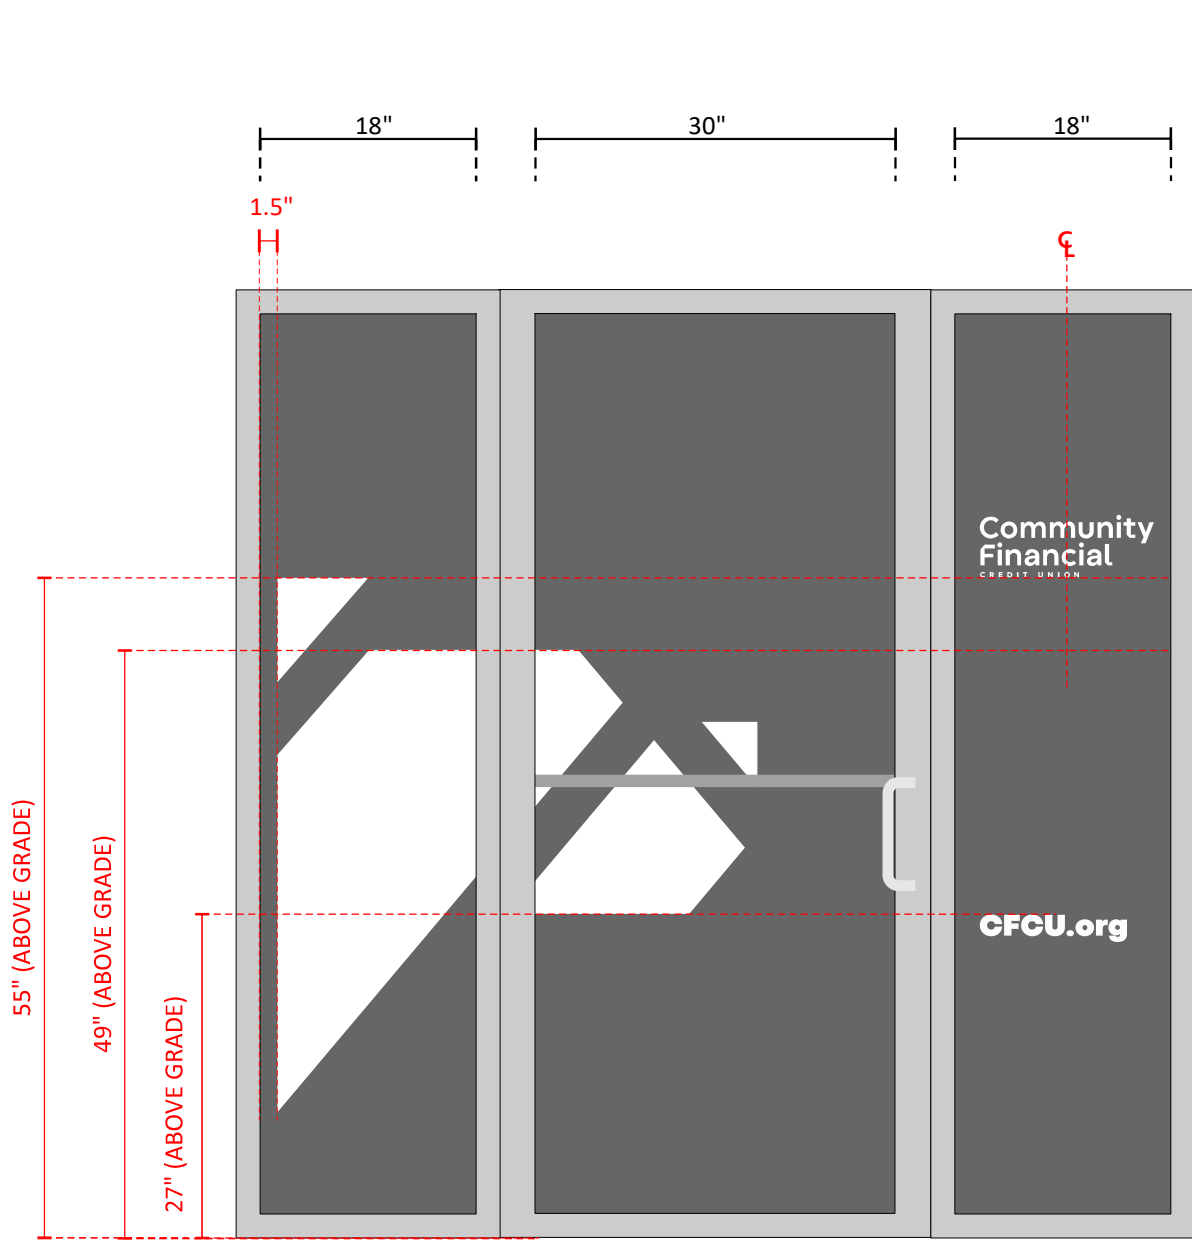 18"
30"
18"
1.5"
℄
Community
Financial
CREDIT UNION
55" (ABOVE GRADE)
49" (ABOVE GRADE)
27" (ABOVE GRADE)
CFCU.org